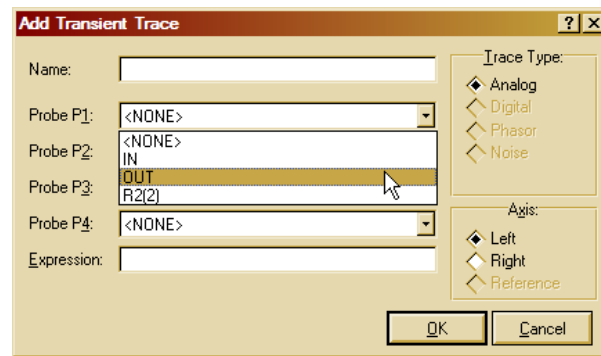 Add Transient Trace
Name:
Probe P1: <NONE>
<NONE>
Probe P2:
IN
OUT
Probe P3:
R2(2)
Probe P4: <NONE>
Expression:
Trace Type:
Analog
Digital
Phasor
Noise
Axis:
Left
Right
Reference
OK Cancel